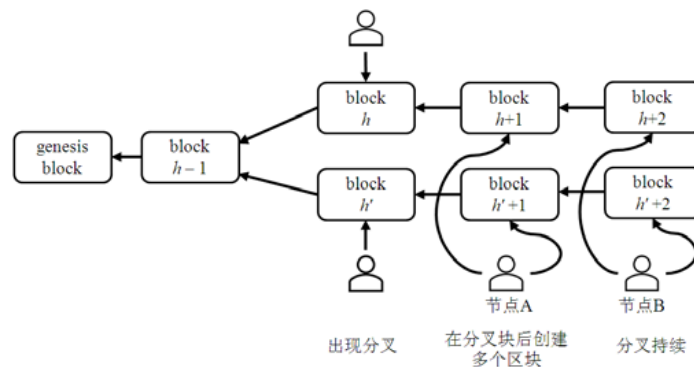 block
h
block
h+1
block
h+2
genesis
block
block
h – 1
block
h'
block
h'+1
block
h'+2
节点A
节点B
出现分叉
在分叉块后创建
多个区块
分叉持续